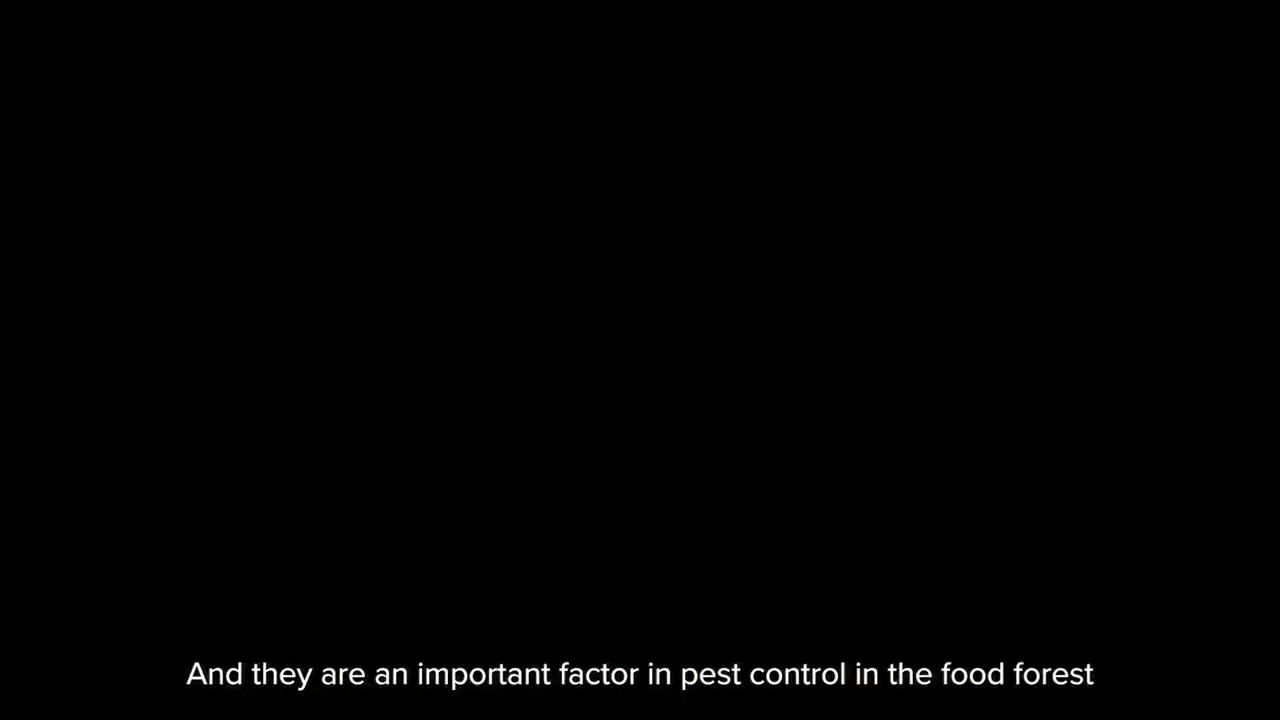 And they are an important factor in pest control in the food forest